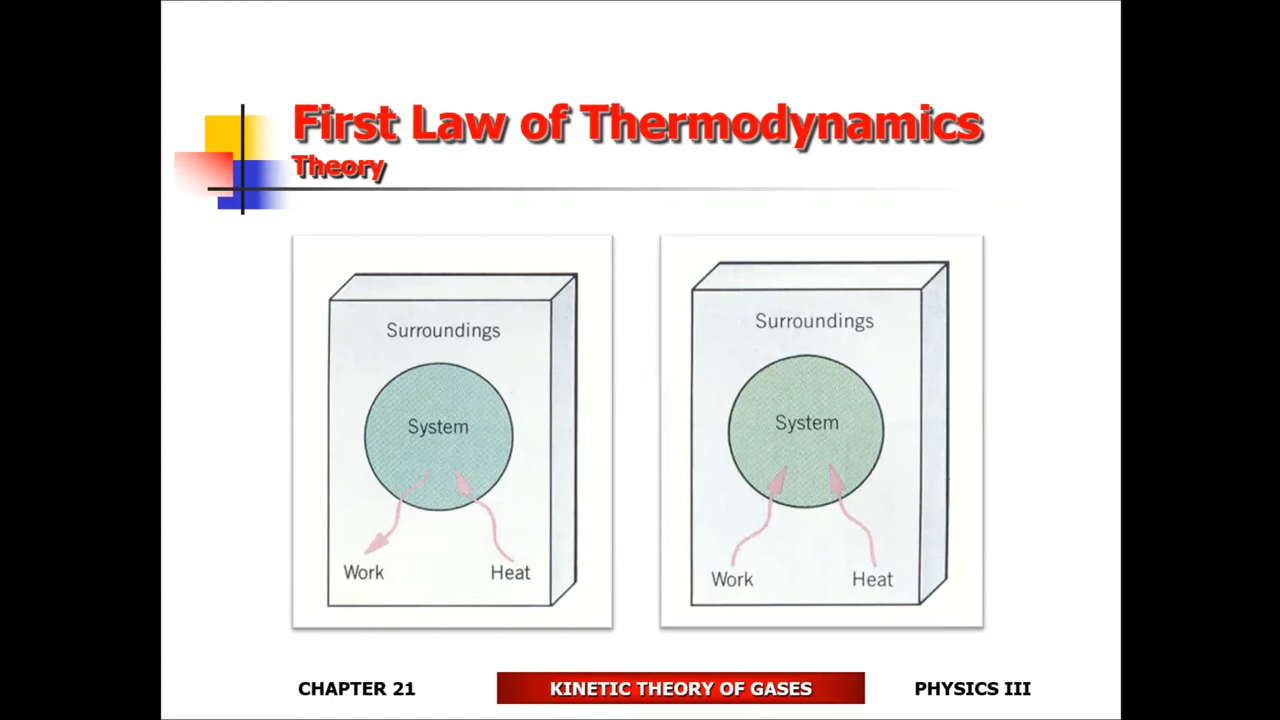 First Law of Thermodynamics
Theory
Surroundings
System
Work
Heat
Surroundings
System
Work
Heat
CHAPTER 21
KINETIC THEORY OF GASES
PHYSICS III